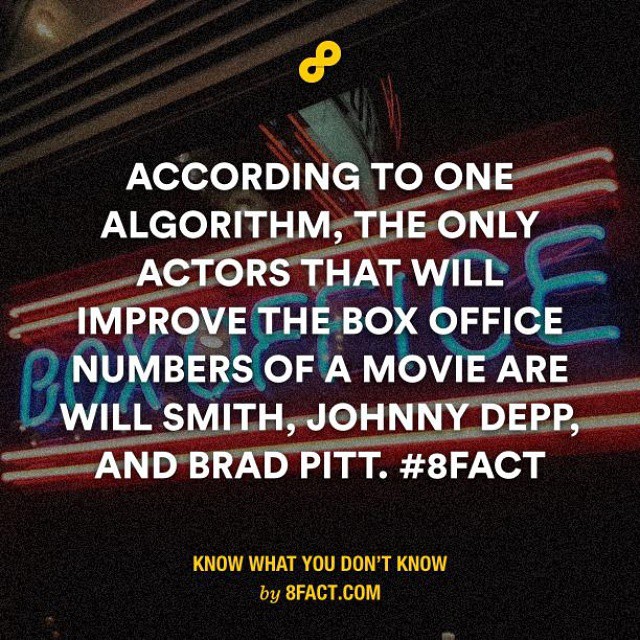 ACCORDING TO ONE
ALGORITHM, THE ONLY
ACTORS THAT WILL
IMPROVE THE BOX OFFICE
NUMBERS OF A MOVIE ARE
WILL SMITH, JOHNNY DEPP,
AND BRAD PITT. #8FACT
BOX OFFICE
KNOW WHAT YOU DON'T KNOW
by 8FACT.COM